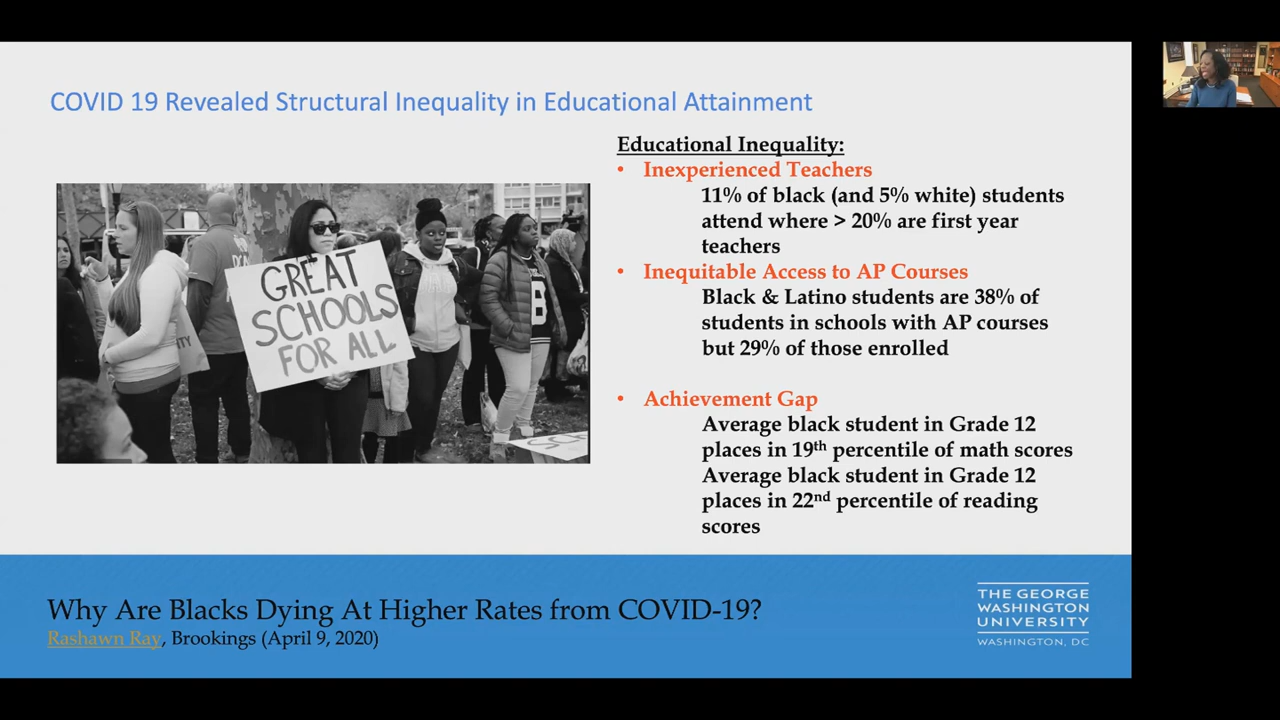 COVID 19 Revealed Structural Inequality in Educational Attainment
Educational Inequality:
• Inexperienced Teachers
11% of black (and 5% white) students
attend where > 20% are first year
teachers
• Inequitable Access to AP Courses
Black & Latino students are 38% of
students in schools with AP courses
but 29% of those enrolled
• Achievement Gap
Average black student in Grade 12
places in 19th percentile of math scores
Average black student in Grade 12
places in 22nd percentile of reading
scores
GREAT
SCHOOLS
FOR ALL
ITY
B
SCH
Why Are Blacks Dying At Higher Rates from COVID-19?
Rashawn Ray, Brookings (April 9, 2020)
THE GEORGE
WASHINGTON
UNIVERSITY
WASHINGTON, DC